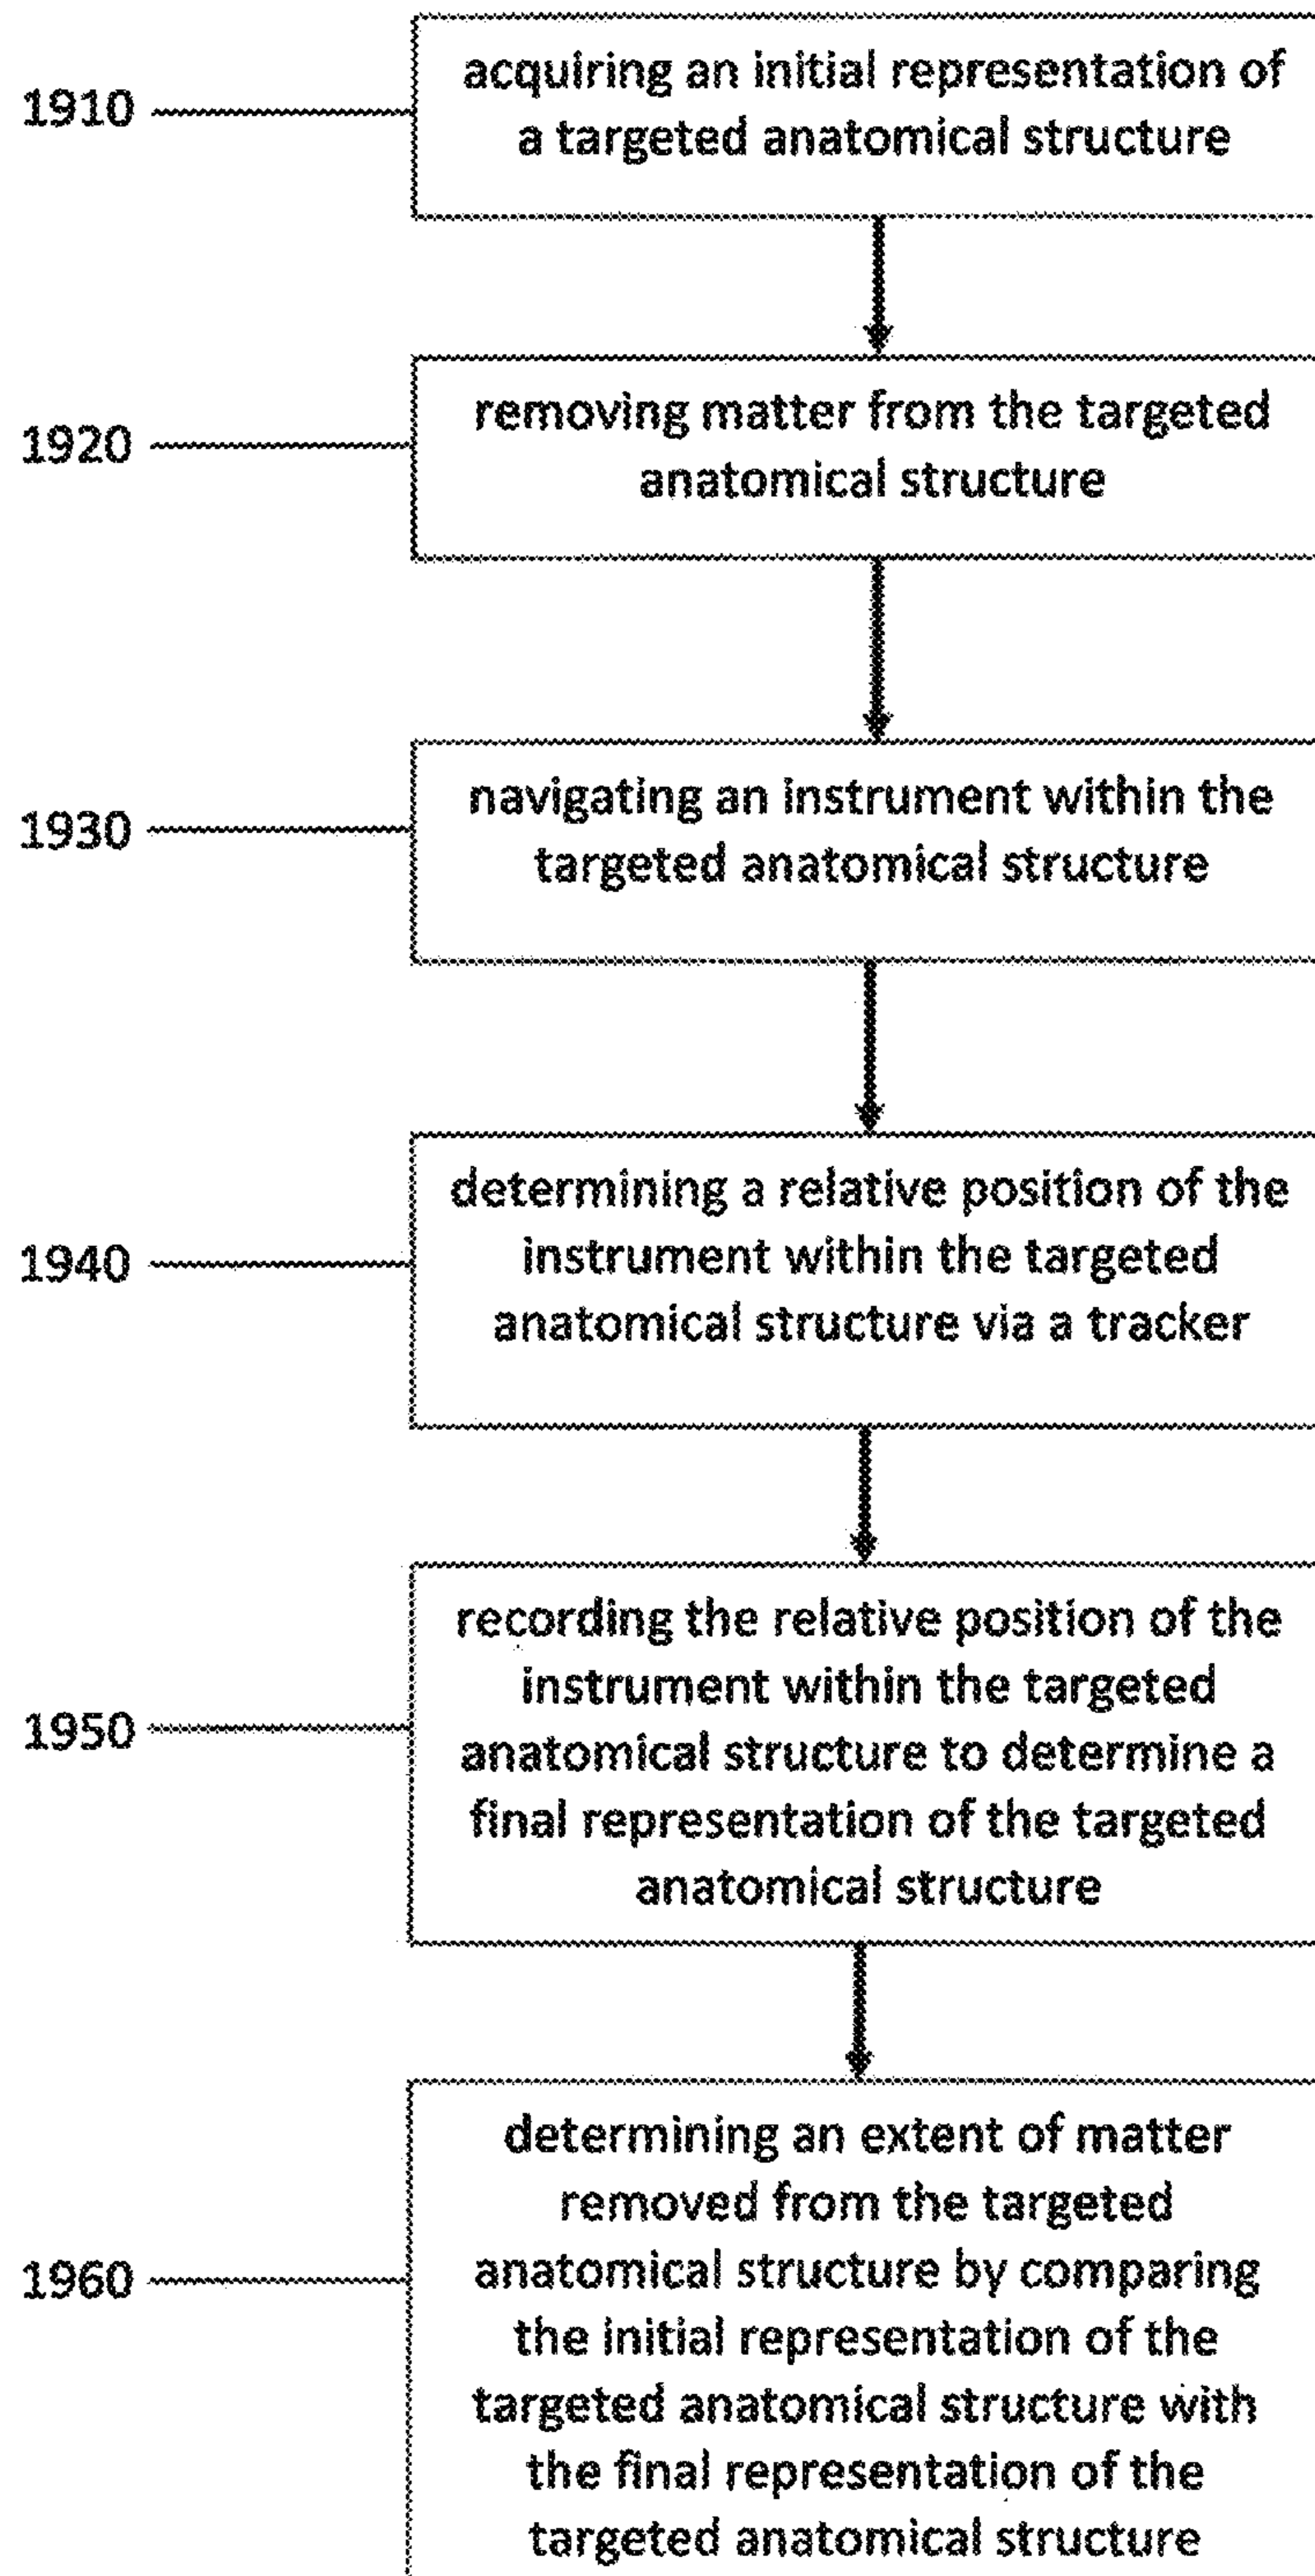 1910
acquiring an initial representation of
a targeted anatomical structure
1920
removing matter from the targeted
anatomical structure
1930
navigating an instrument within the
targeted anatomical structure
1940
determining a relative position of the
instrument within the targeted
anatomical structure via a tracker
1950
recording the relative position of the
instrument within the targeted
anatomical structure to determine a
final representation of the targeted
anatomical structure
1960
determining an extent of matter
removed from the targeted
anatomical structure by comparing
the initial representation of the
targeted anatomical structure with
the final representation of the
targeted anatomical structure